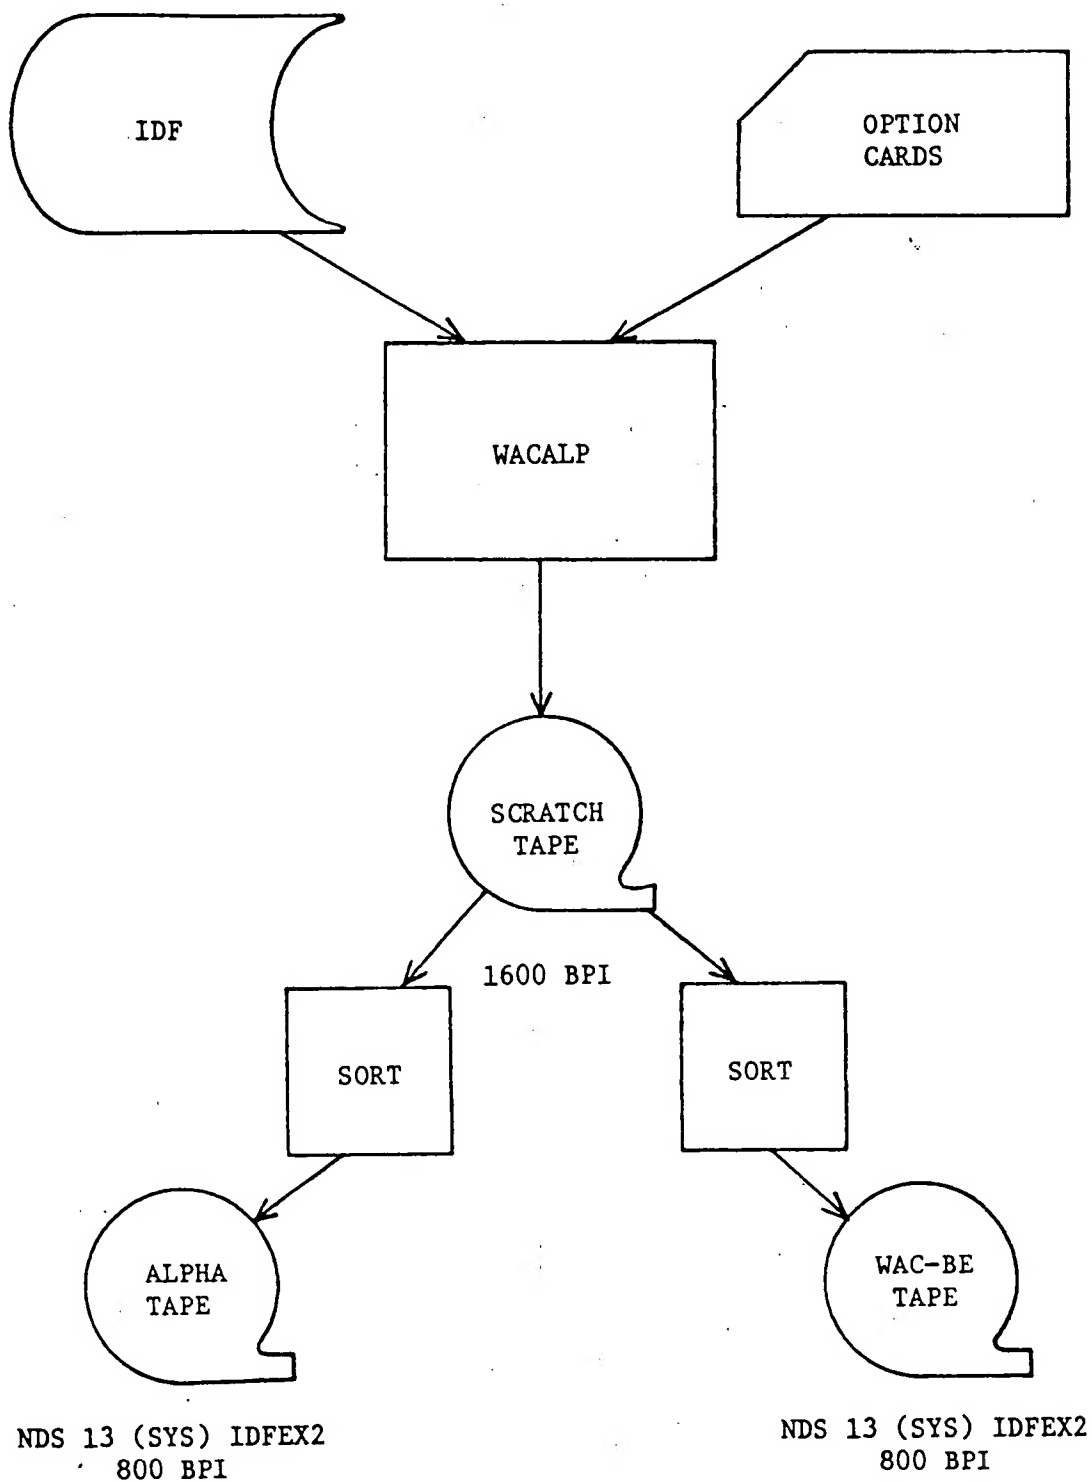 IDF
OPTION
CARDS
WACALP
SCRATCH
TAPE
1600 BPI
SORT
SORT
ALPHA
TAPE
WAC-BE
TAPE
NDS 13 (SYS) IDFEX2
800 BPI
NDS 13 (SYS) IDFEX2
800 BPI